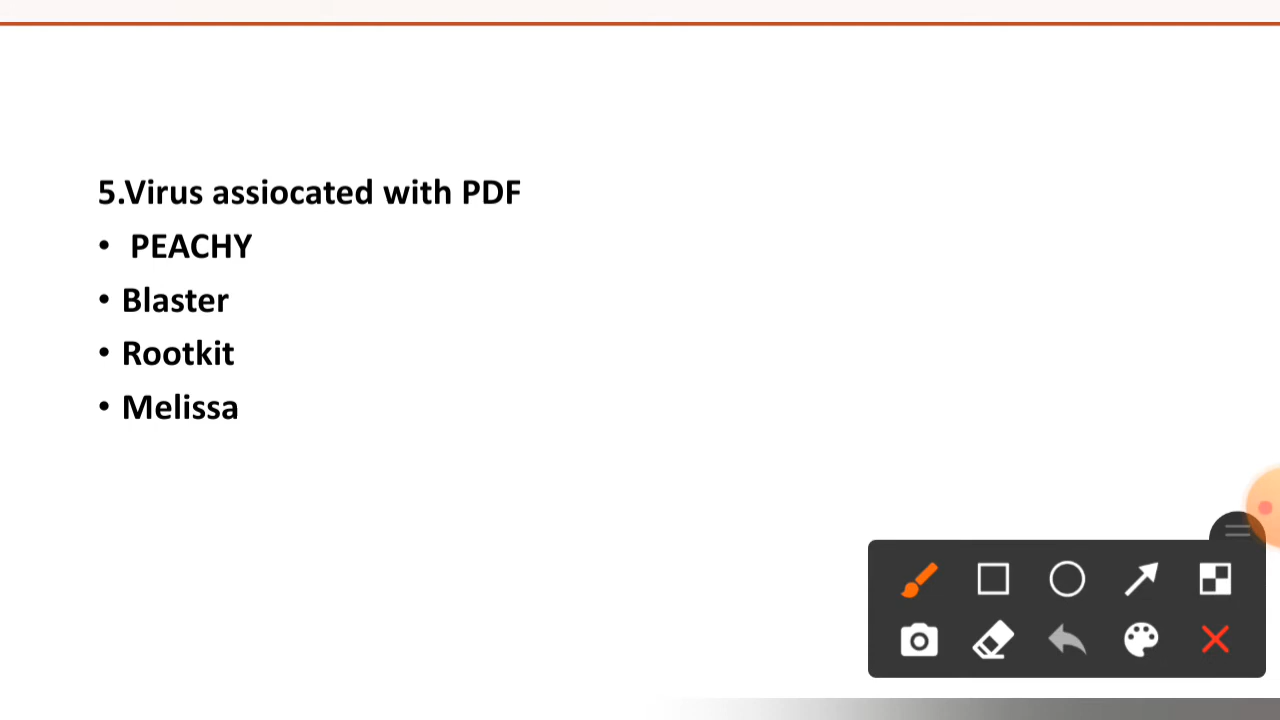 5.Virus assiocated with PDF
• PEACHY
• Blaster
• Rootkit
• Melissa